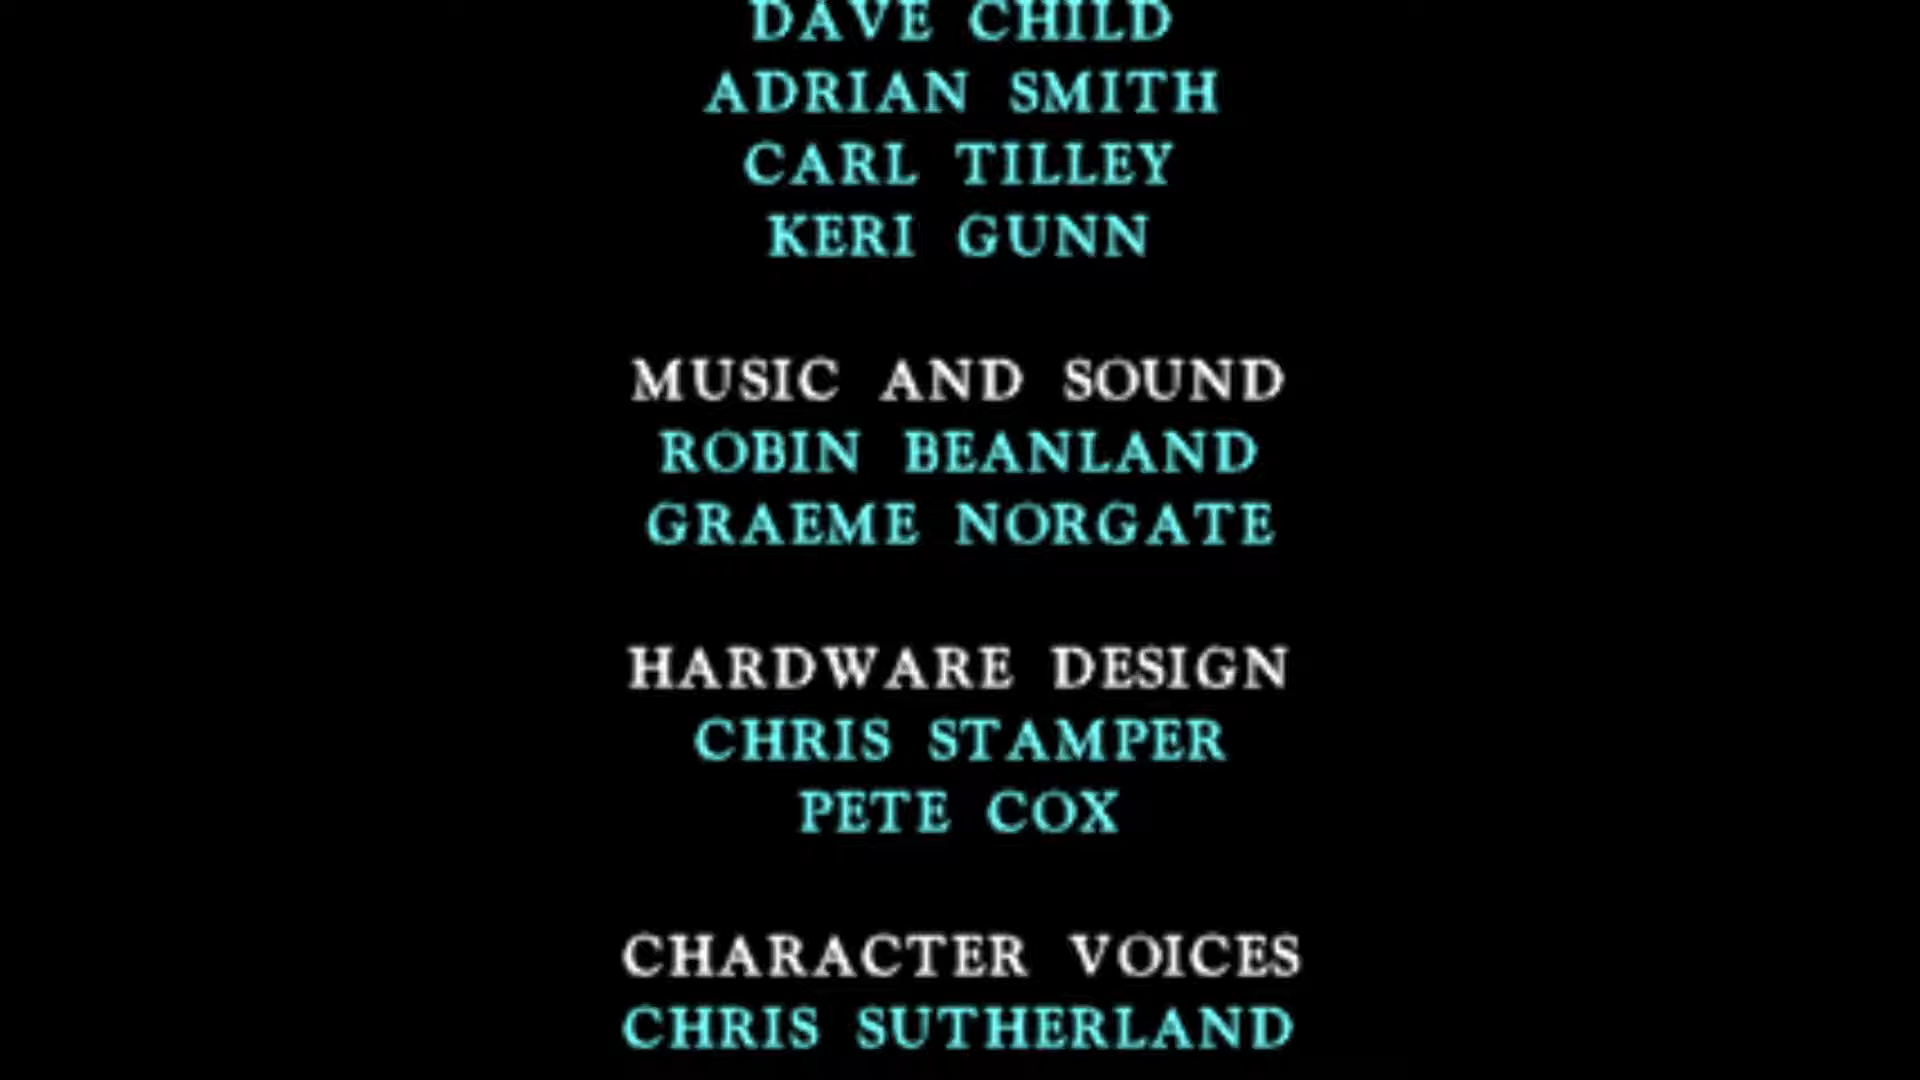 DAVE CHILD
ADRIAN SMITH
CARL TILLEY
KERI GUNN
MUSIC AND SOUND
ROBIN BEANLAND
GRAEME NORGATE
HARDWARE DESIGN
CHRIS STAMPER
PETE COX
CHARACTER VOICES
CHRIS SUTHERLAND